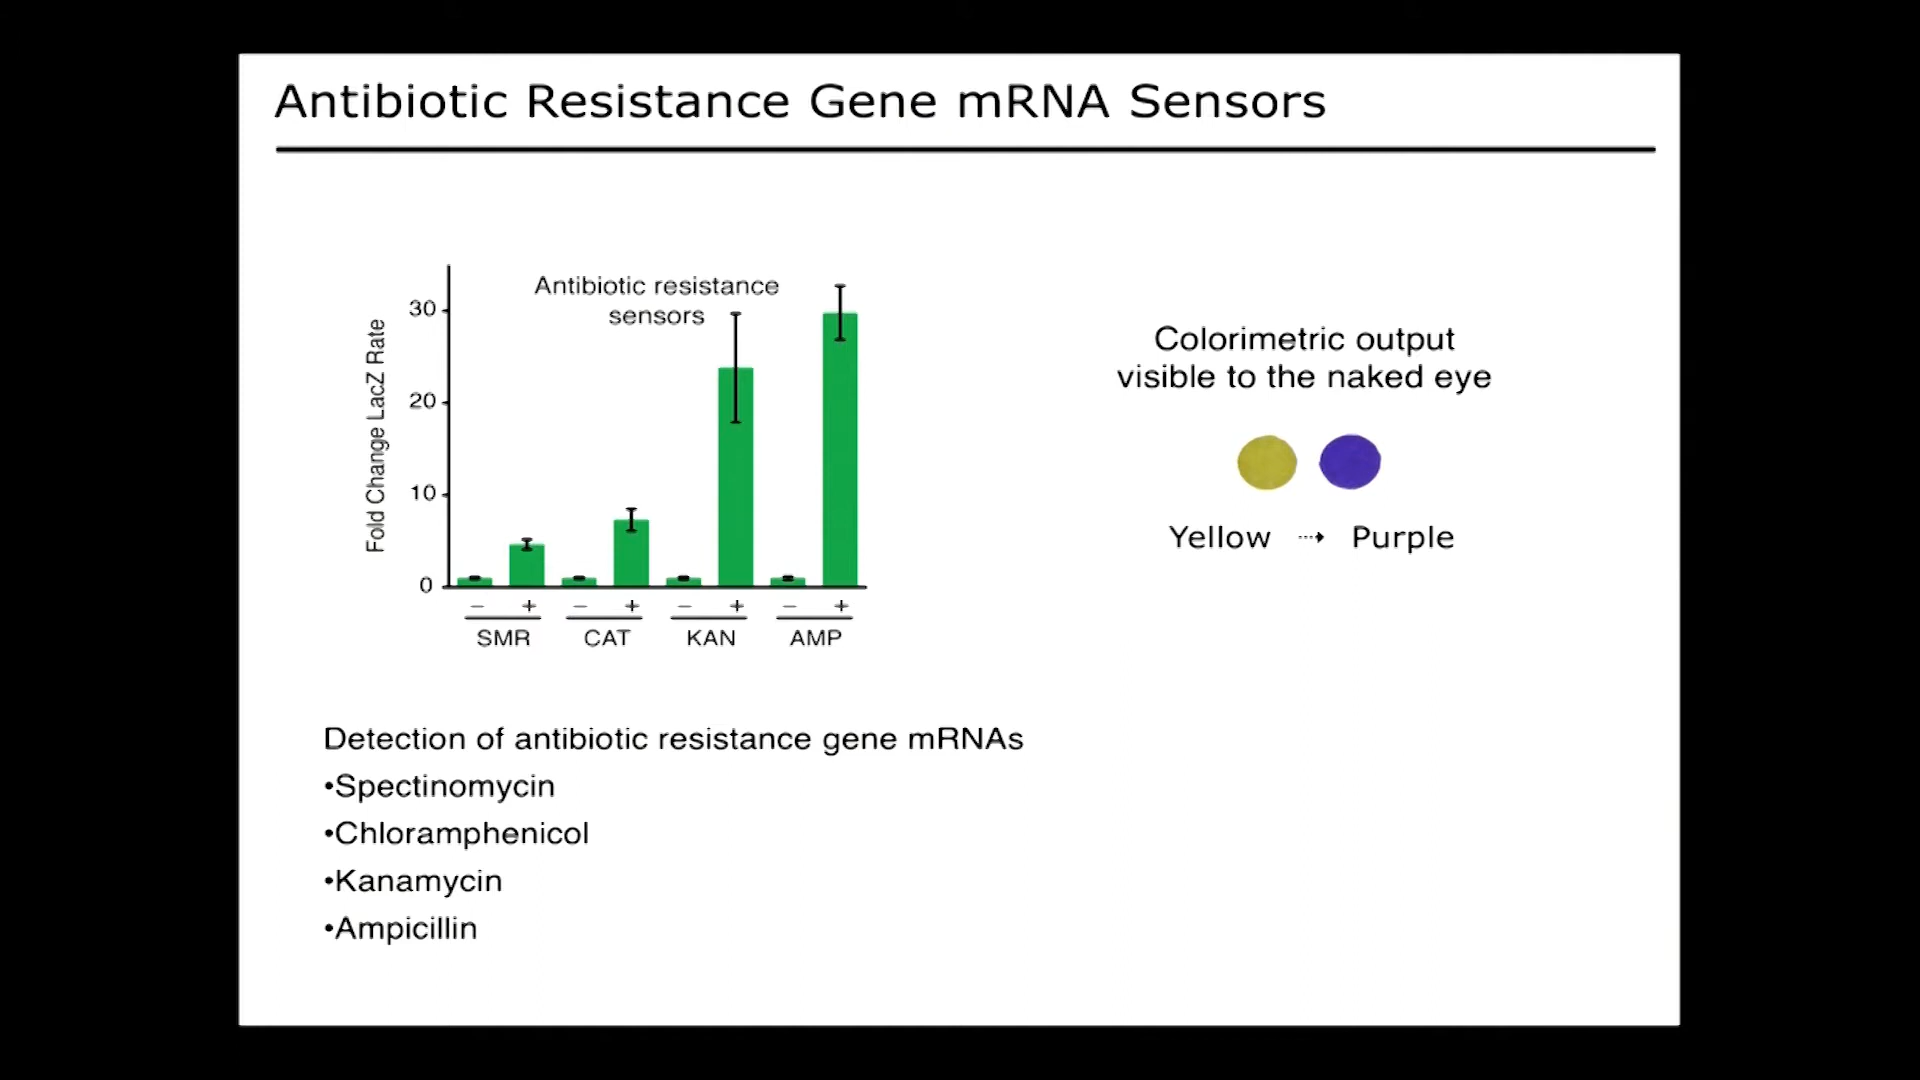 Antibiotic Resistance Gene mRNA Sensors
Antibiotic resistance
sensors
Fold Change LacZ Rate
30
20
10
0
– + – + – + – +
SMR CAT KAN AMP
Colorimetric output
visible to the naked eye
Yellow ⇢ Purple
Detection of antibiotic resistance gene mRNAs
•Spectinomycin
•Chloramphenicol
•Kanamycin
•Ampicillin